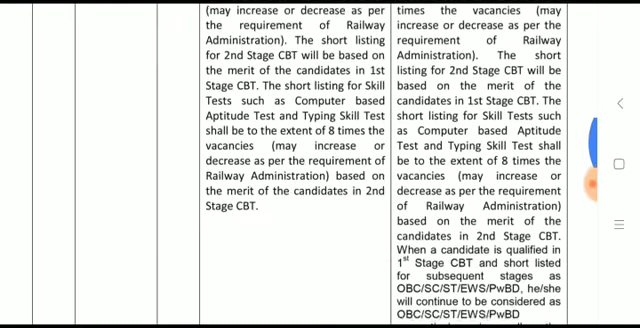 (may increase or decrease as per
the requirement of Railway
Administration). The short listing
for 2nd Stage CBT will be based on
the merit of the candidates in 1st
Stage CBT. The short listing for Skill
Tests such as Computer based
Aptitude Test and Typing Skill Test
shall be to the extent of 8 times the
vacancies (may increase or
decrease as per the requirement of
Railway Administration) based on
the merit of the candidates in 2nd
Stage CBT.
times the vacancies (may
increase or decrease as per the
requirement of Railway
Administration). The short
listing for 2nd Stage CBT will be
based on the merit of the
candidates in 1st Stage CBT. The
short listing for Skill Tests such
as Computer based Aptitude
Test and Typing Skill Test shall
be to the extent of 8 times the
vacancies (may increase or
decrease as per the requirement
of Railway Administration)
based on the merit of the
candidates in 2nd Stage CBT.
When a candidate is qualified in
1st Stage CBT and short listed
for subsequent stages as
OBC/SC/ST/EWS/PwBD, he/she
will continue to be considered as
OBC/SC/ST/EWS/PwBD